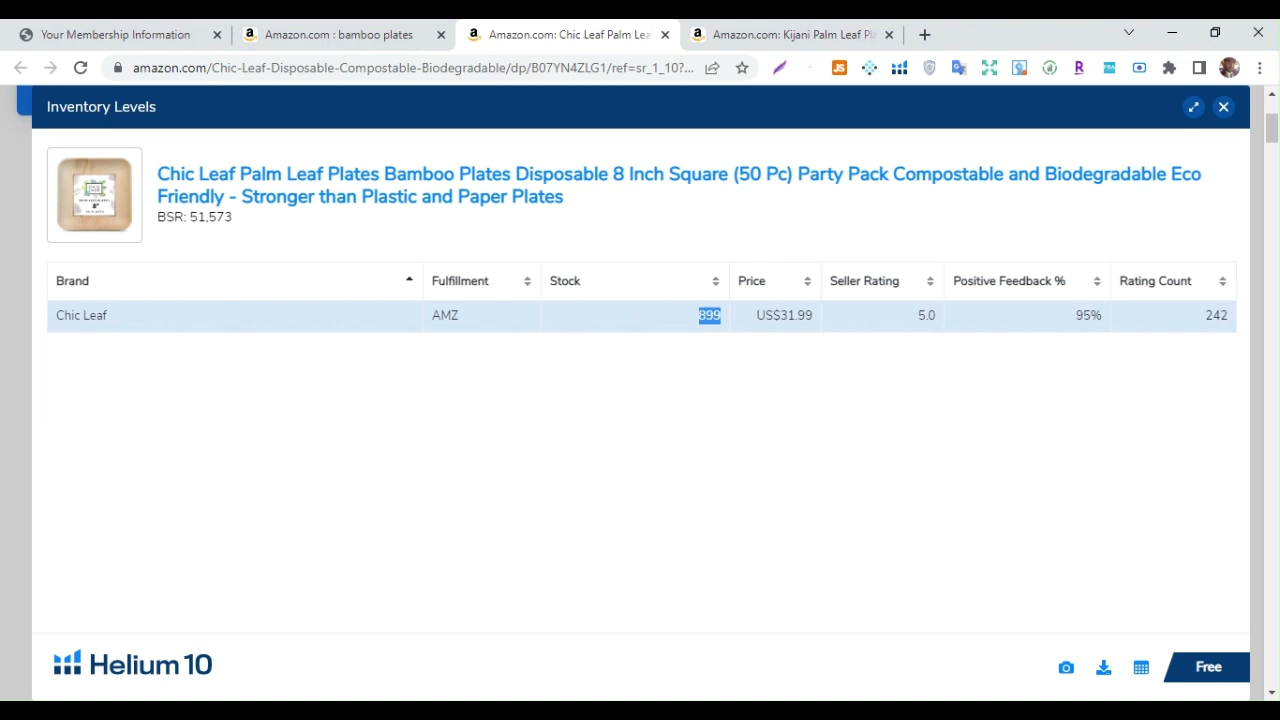 Your Membership Information
Amazon.com : bamboo plates
Amazon.com: Chic Leaf Palm Lea
Amazon.com: Kijani Palm Leaf Pla
amazon.com/Chic-Leaf-Disposable-Compostable-Biodegradable/dp/B07YN4ZLG1/ref=sr_1_10?...
Inventory Levels
Chic Leaf Palm Leaf Plates Bamboo Plates Disposable 8 Inch Square (50 Pc) Party Pack Compostable and Biodegradable Eco
Friendly - Stronger than Plastic and Paper Plates
BSR: 51,573
Brand Fulfillment Stock Price Seller Rating Positive Feedback % Rating Count
Chic Leaf AMZ 899 US$31.99 5.0 95% 242
Helium 10
Free